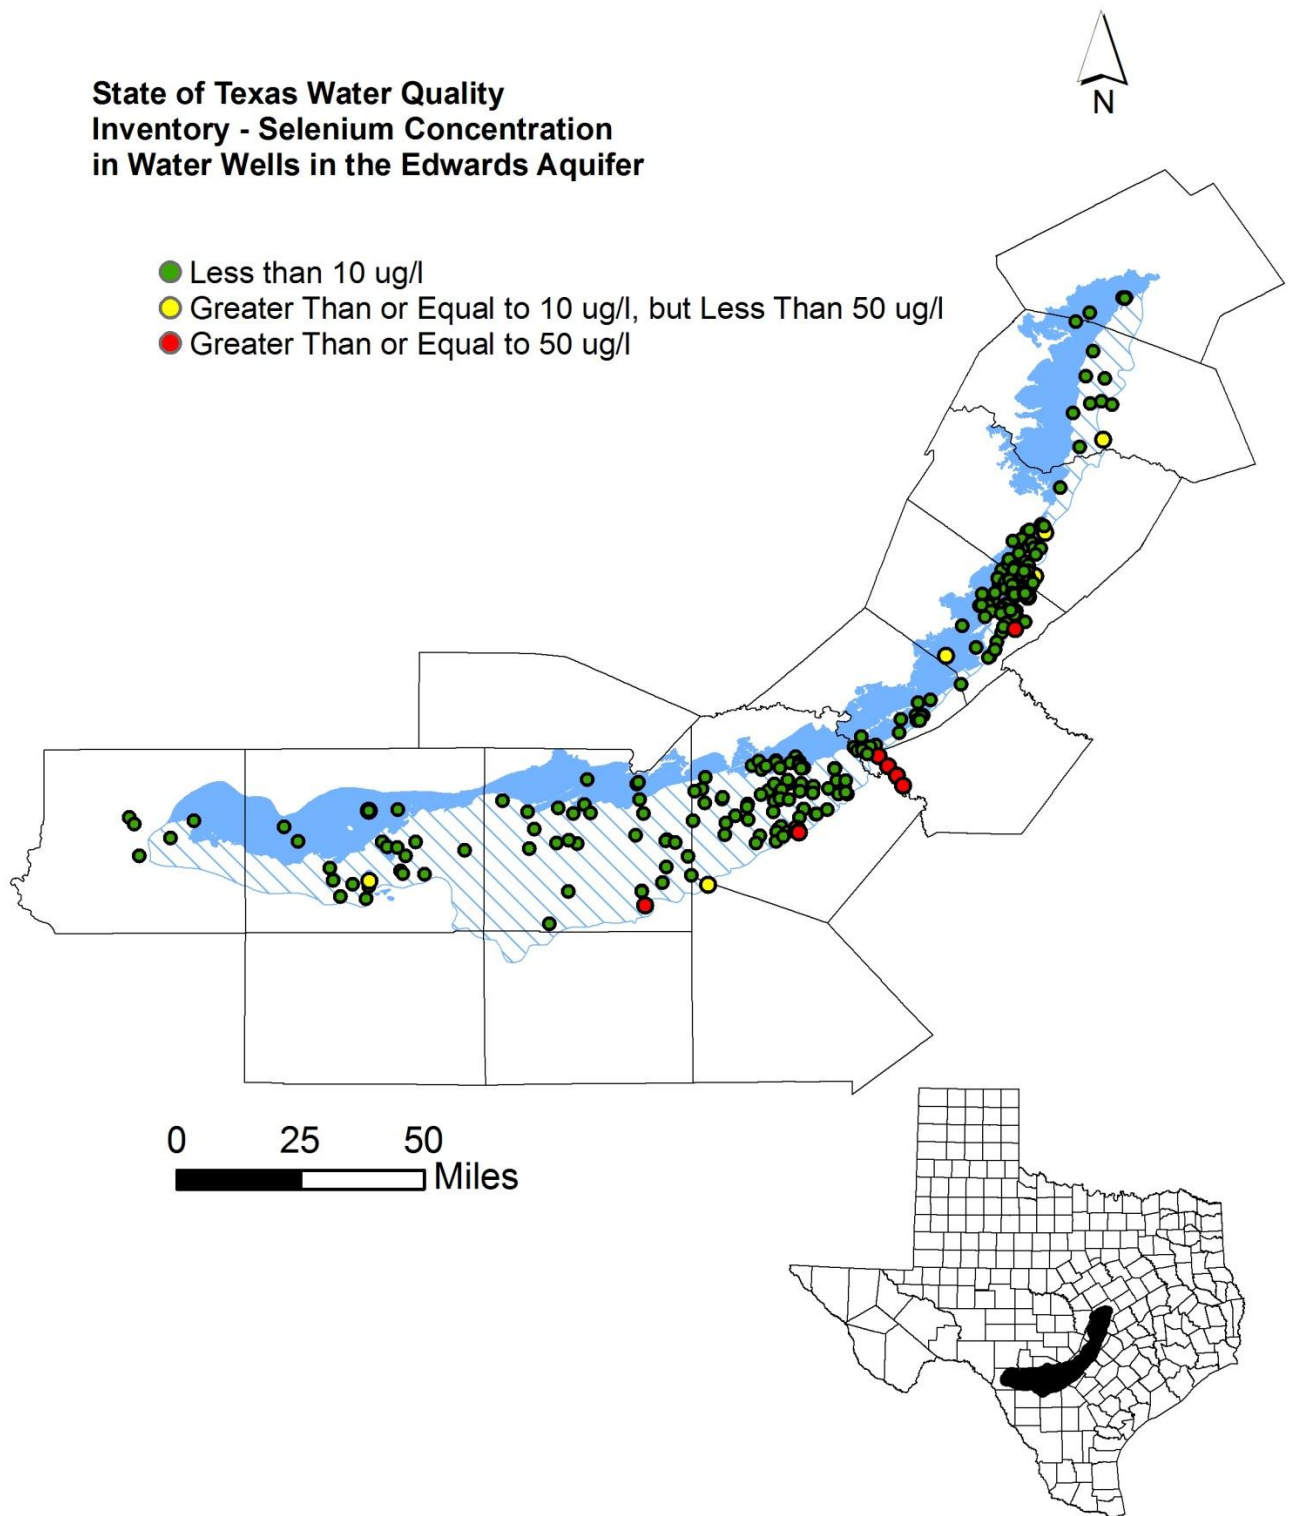 N
State of Texas Water Quality
Inventory - Selenium Concentration
in Water Wells in the Edwards Aquifer
Less than 10 ug/l
Greater Than or Equal to 10 ug/l, but Less Than 50 ug/l
Greater Than or Equal to 50 ug/l
0 25 50
Miles